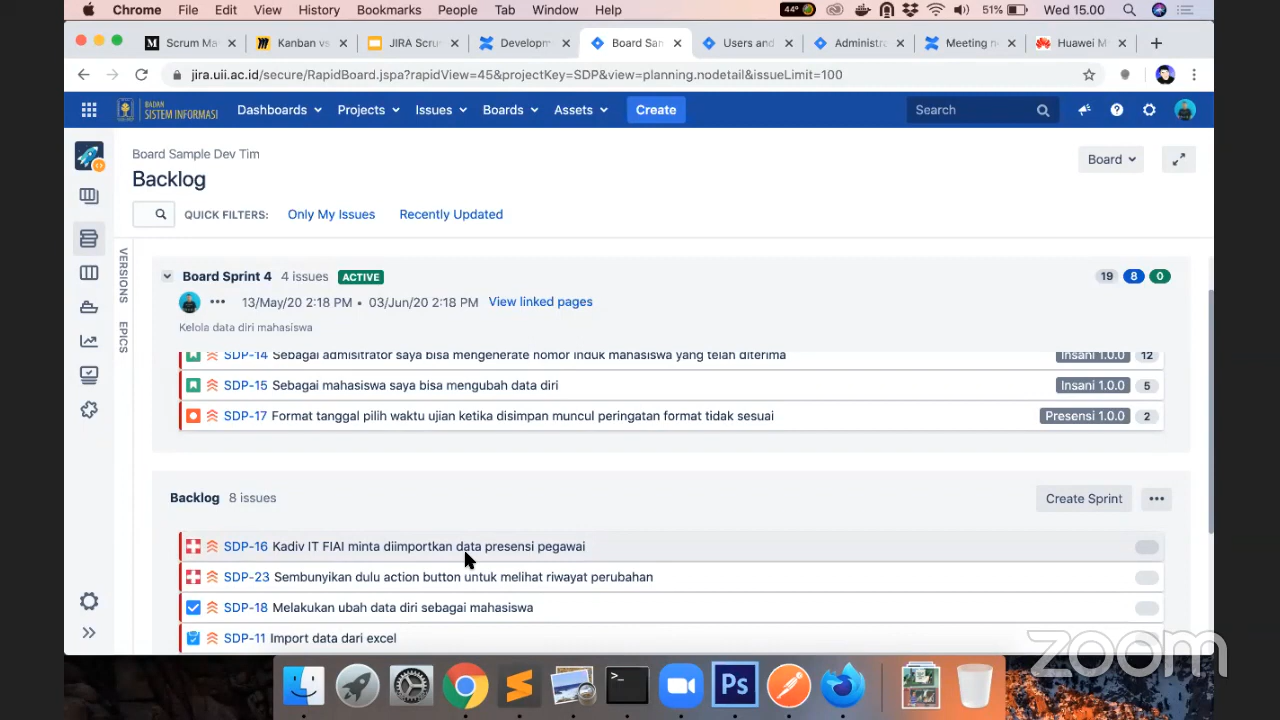 Chrome File Edit View History Bookmarks People Tab Window Help 44° 51% Wed 15.00
Scrum Ma Kanban vs JIRA Scru Developm Board San Users and Administra Meeting n Huawei M
jira.uii.ac.id/secure/RapidBoard.jspa?rapidView=45&projectKey=SDP&view=planning.nodetail&issueLimit=100
BADAN
SISTEM INFORMASI
Dashboards Projects Issues Boards Assets Create Search
Board Sample Dev Tim
Board
Backlog
QUICK FILTERS: Only My Issues Recently Updated
VERSIONS
EPICS
Board Sprint 4 4 issues ACTIVE 19 8 0
13/May/20 2:18 PM • 03/Jun/20 2:18 PM View linked pages
Kelola data diri mahasiswa
SDP-14 Sebagai admisitrator saya bisa mengenerate nomor induk mahasiswa yang telah diterima Insani 1.0.0 12
SDP-15 Sebagai mahasiswa saya bisa mengubah data diri Insani 1.0.0 5
SDP-17 Format tanggal pilih waktu ujian ketika disimpan muncul peringatan format tidak sesuai Presensi 1.0.0 2
Backlog 8 issues Create Sprint
SDP-16 Kadiv IT FIAI minta diimportkan data presensi pegawai
SDP-23 Sembunyikan dulu action button untuk melihat riwayat perubahan
SDP-18 Melakukan ubah data diri sebagai mahasiswa
SDP-11 Import data dari excel
zoom
Ps